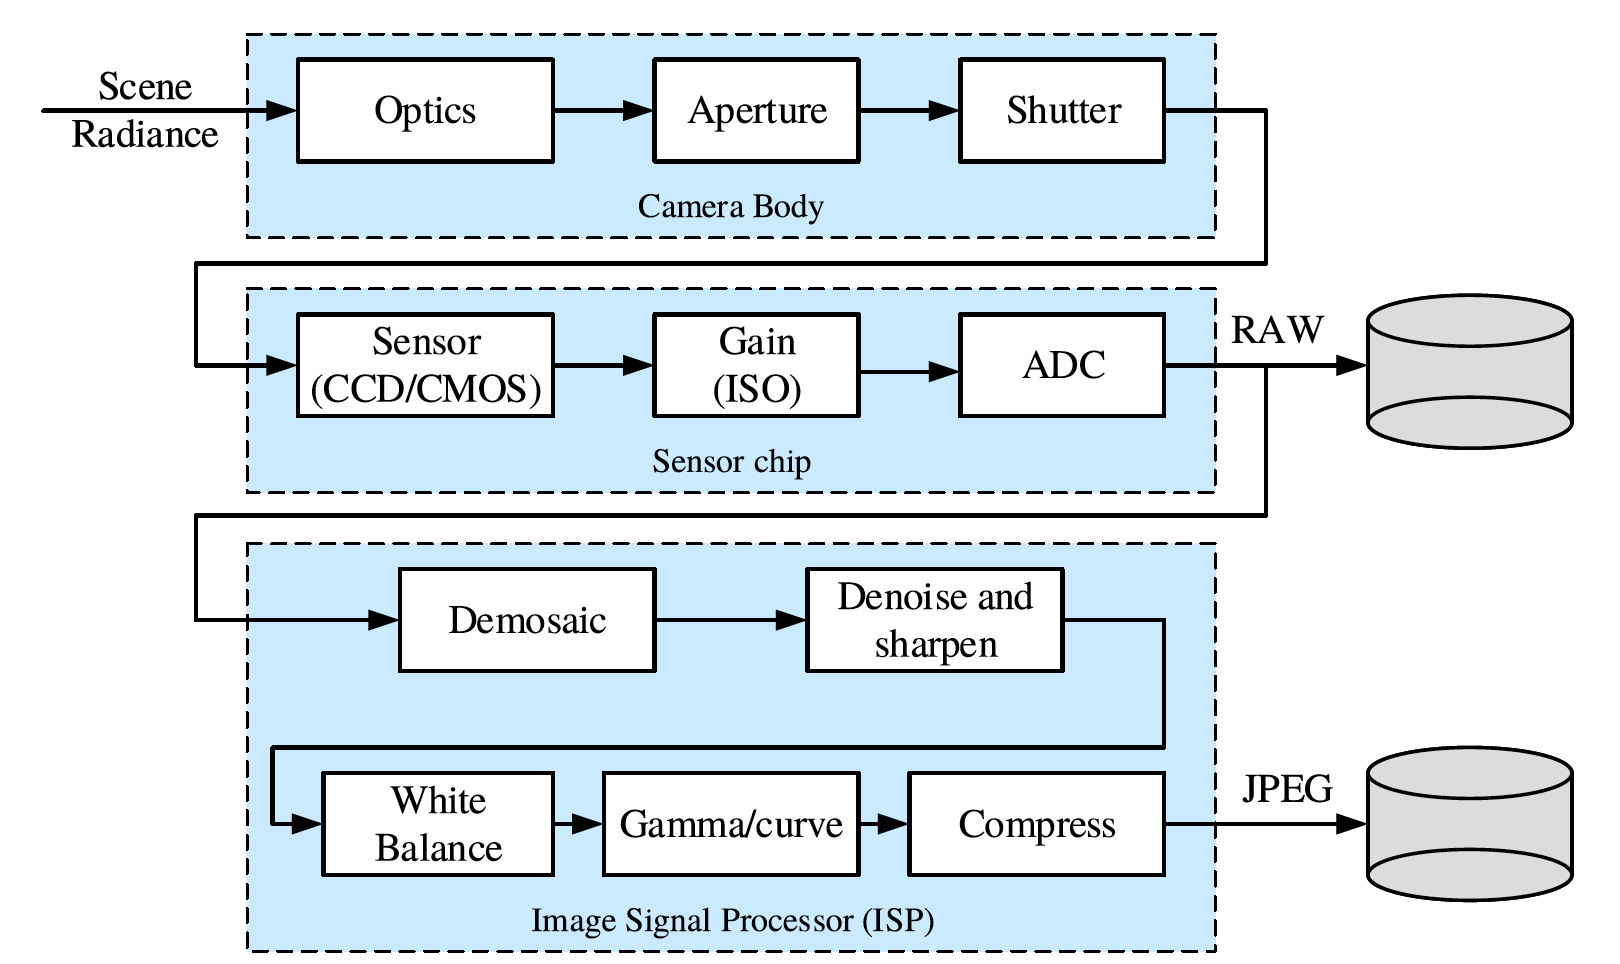 Scene
Radiance
Optics
Aperture
Shutter
Camera Body
Sensor
(CCD/CMOS)
Gain
(ISO)
ADC
RAW
Sensor chip
Demosaic
Denoise and
sharpen
White
Balance
Gamma/curve
Compress
JPEG
Image Signal Processor (ISP)